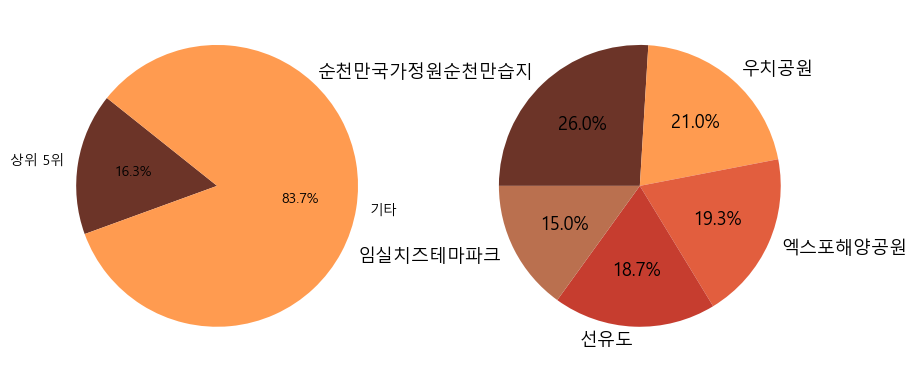 상위 5위
16.3%
83.7%
기타
순천만국가정원순천만습지
26.0%
우치공원
21.0%
엑스포해양공원
19.3%
선유도
18.7%
임실치즈테마파크
15.0%